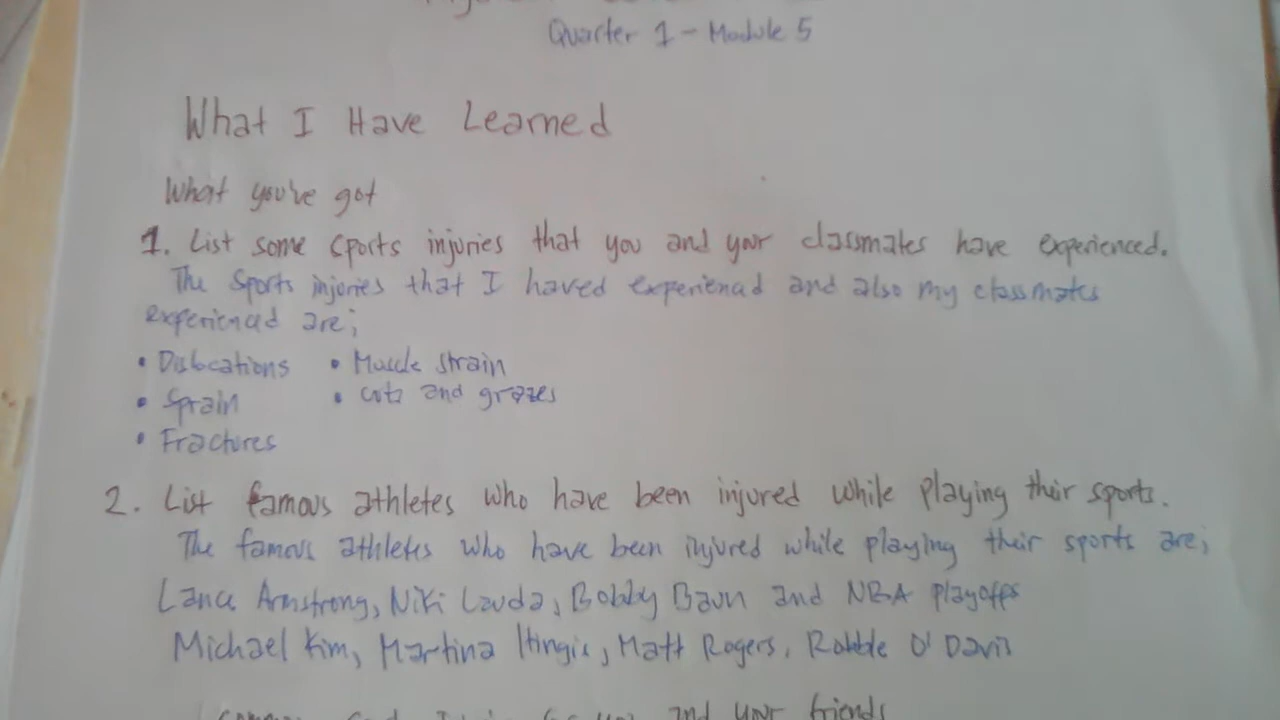 Quarter 1 - Module 5
What I Have Learned
What you've got
1. List some sports injuries that you and your classmates have experienced.
The sports injuries that I haved experienced and also my classmates
experienced are;
• Dislocations • Muscle strain
• Sprain • cuts and grazes
• Fractures
2. List famous athletes who have been injured while playing their sports.
The famous athletes who have been injured while playing their sports are;
Lance Armstrong, Niki Lauda, Bobby Baun and NBA playoffs
Michael Kim, Martina Hingis, Matt Rogers, Robbie O' Davis
and your friends